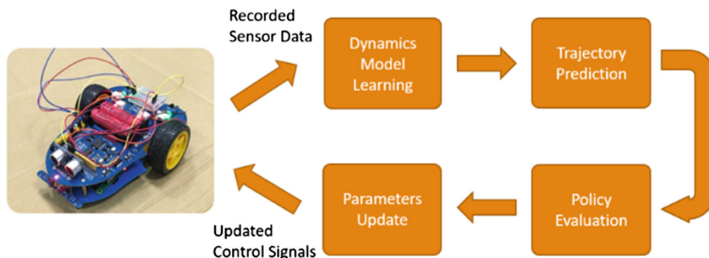 Recorded
Sensor Data
Dynamics
Model
Learning
Trajectory
Prediction
Policy
Evaluation
Parameters
Update
Updated
Control Signals